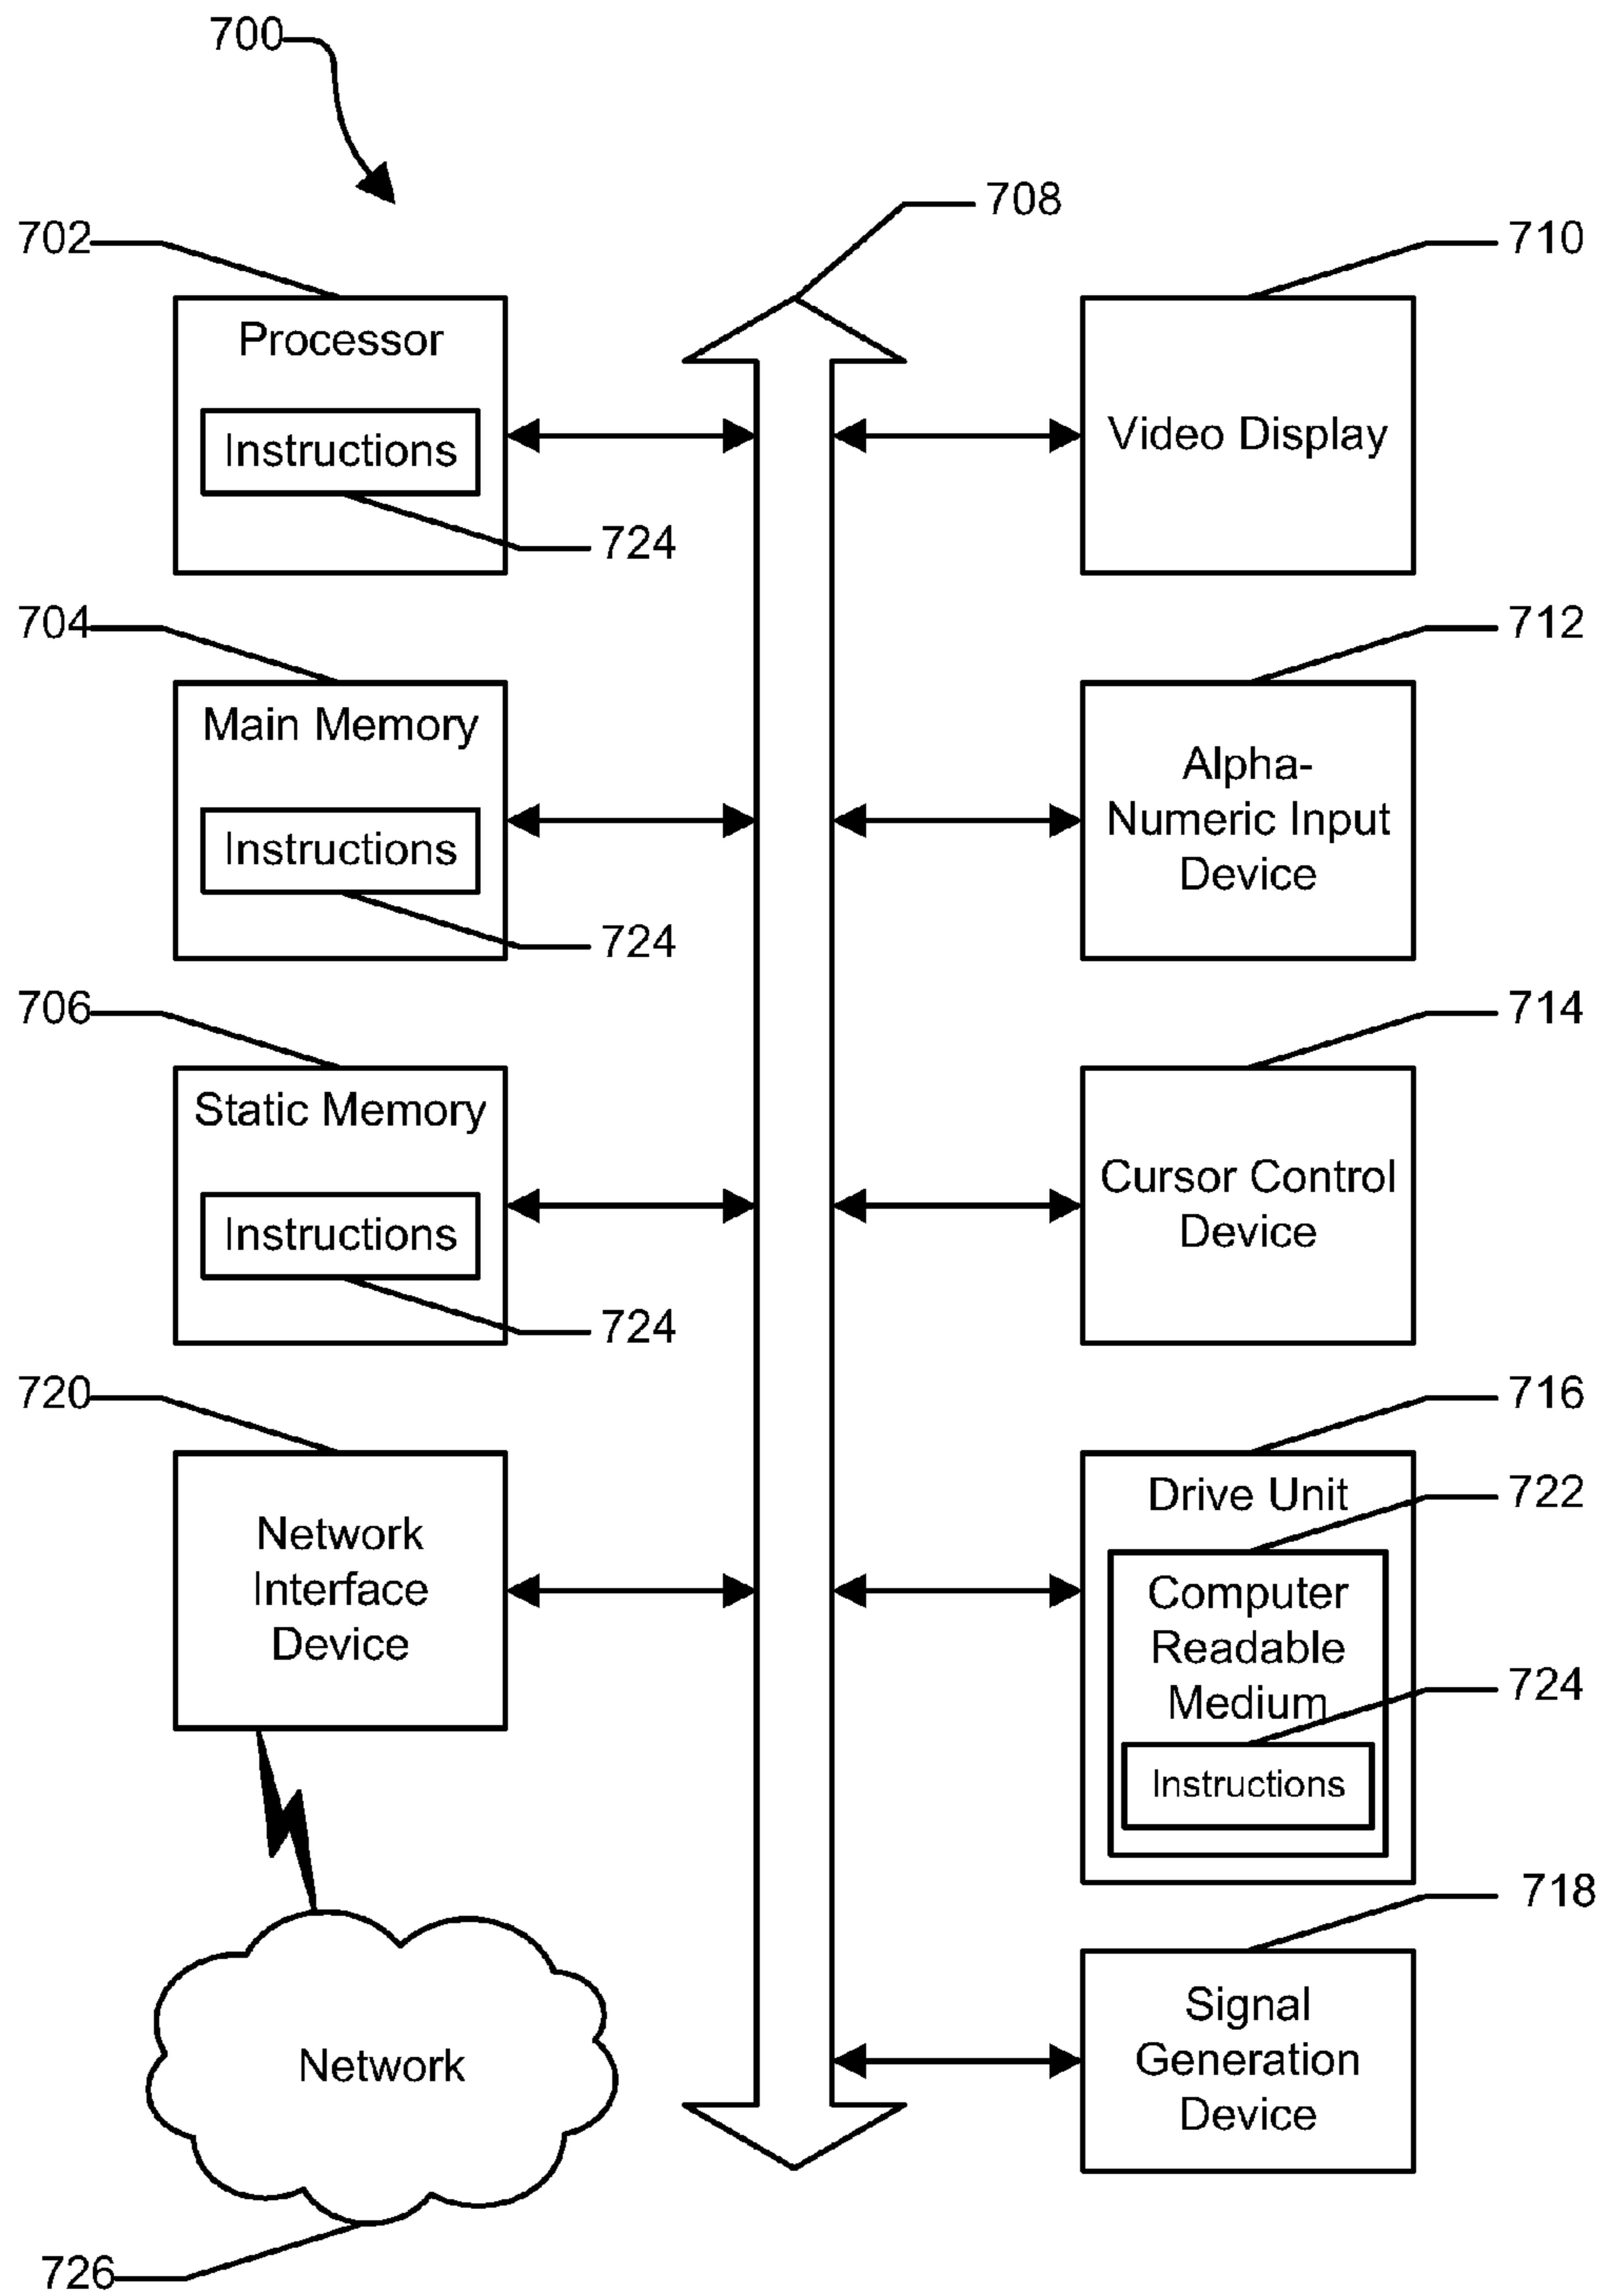 700
708
702
710
Processor
Instructions
724
Video Display
704
712
Main Memory
Instructions
724
Alpha-
Numeric Input
Device
706
714
Static Memory
Instructions
724
Cursor Control
Device
720
716
Network
Interface
Device
Drive Unit
722
Computer
Readable
Medium
724
Instructions
718
Signal
Generation
Device
Network
726